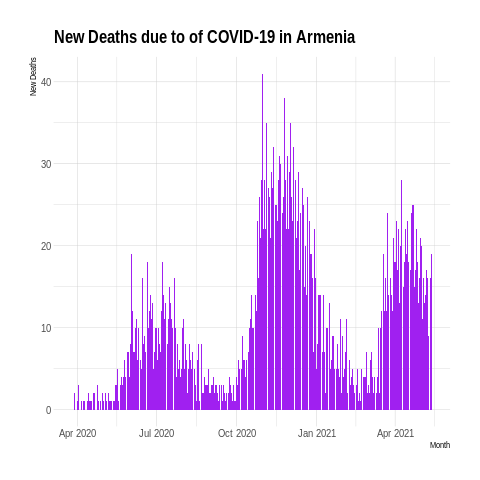 New Deaths due to of COVID-19 in Armenia
New Deaths
40
30
20
10
0
Apr 2020 Jul 2020 Oct 2020 Jan 2021 Apr 2021
Month